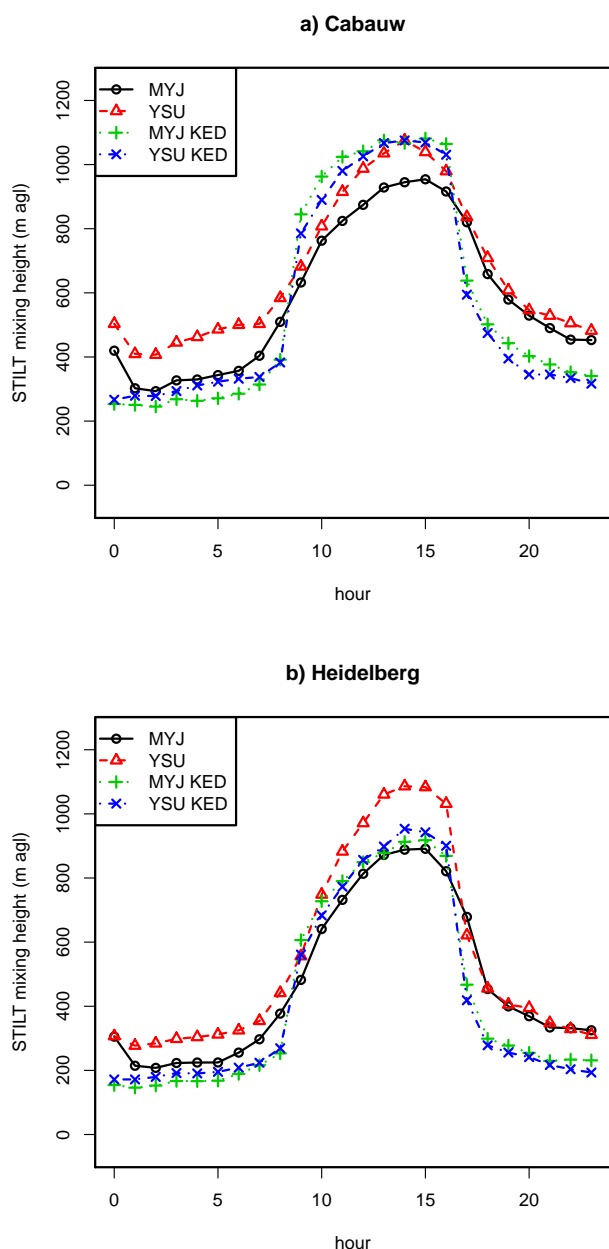 a) Cabauw
MYJ
YSU
MYJ KED
YSU KED
STILT mixing height (m agl)
0 200 400 600 800 1000 1200
0 5 10 15 20
hour
b) Heidelberg
MYJ
YSU
MYJ KED
YSU KED
STILT mixing height (m agl)
0 200 400 600 800 1000 1200
0 5 10 15 20
hour